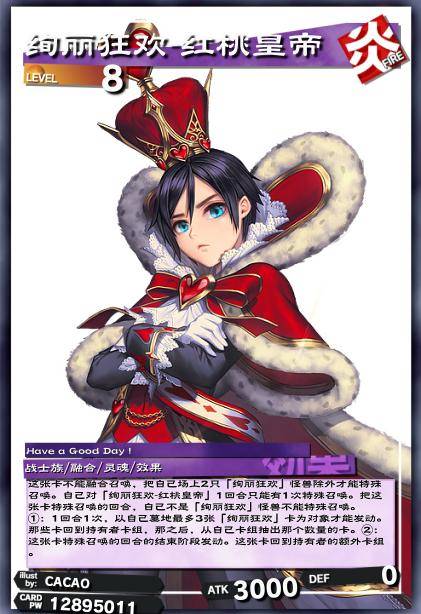 绚丽狂欢-红桃皇帝
炎
FIRE
LEVEL
8
Have a Good Day！
战士族/融合/灵魂/效果
这张卡不能融合召唤，把自己场上2只「绚丽狂欢」怪兽除外才能特殊
召唤。自己对「绚丽狂欢-红桃皇帝」1回合只能有1次特殊召唤。把这
张卡特殊召唤的回合，自己不是「绚丽狂欢」怪兽不能特殊召唤。
①：1回合1次，以自己墓地最多3张「绚丽狂欢」卡为对象才能发动。
那些卡回到持有者卡组，那之后，从自己卡组抽出那个数量的卡。②：
这张卡特殊召唤的回合的结束阶段发动。这张卡回到持有者的额外卡组
。
illust by: CACAO
ATK 3000
DEF 0
CARD PW 12895011